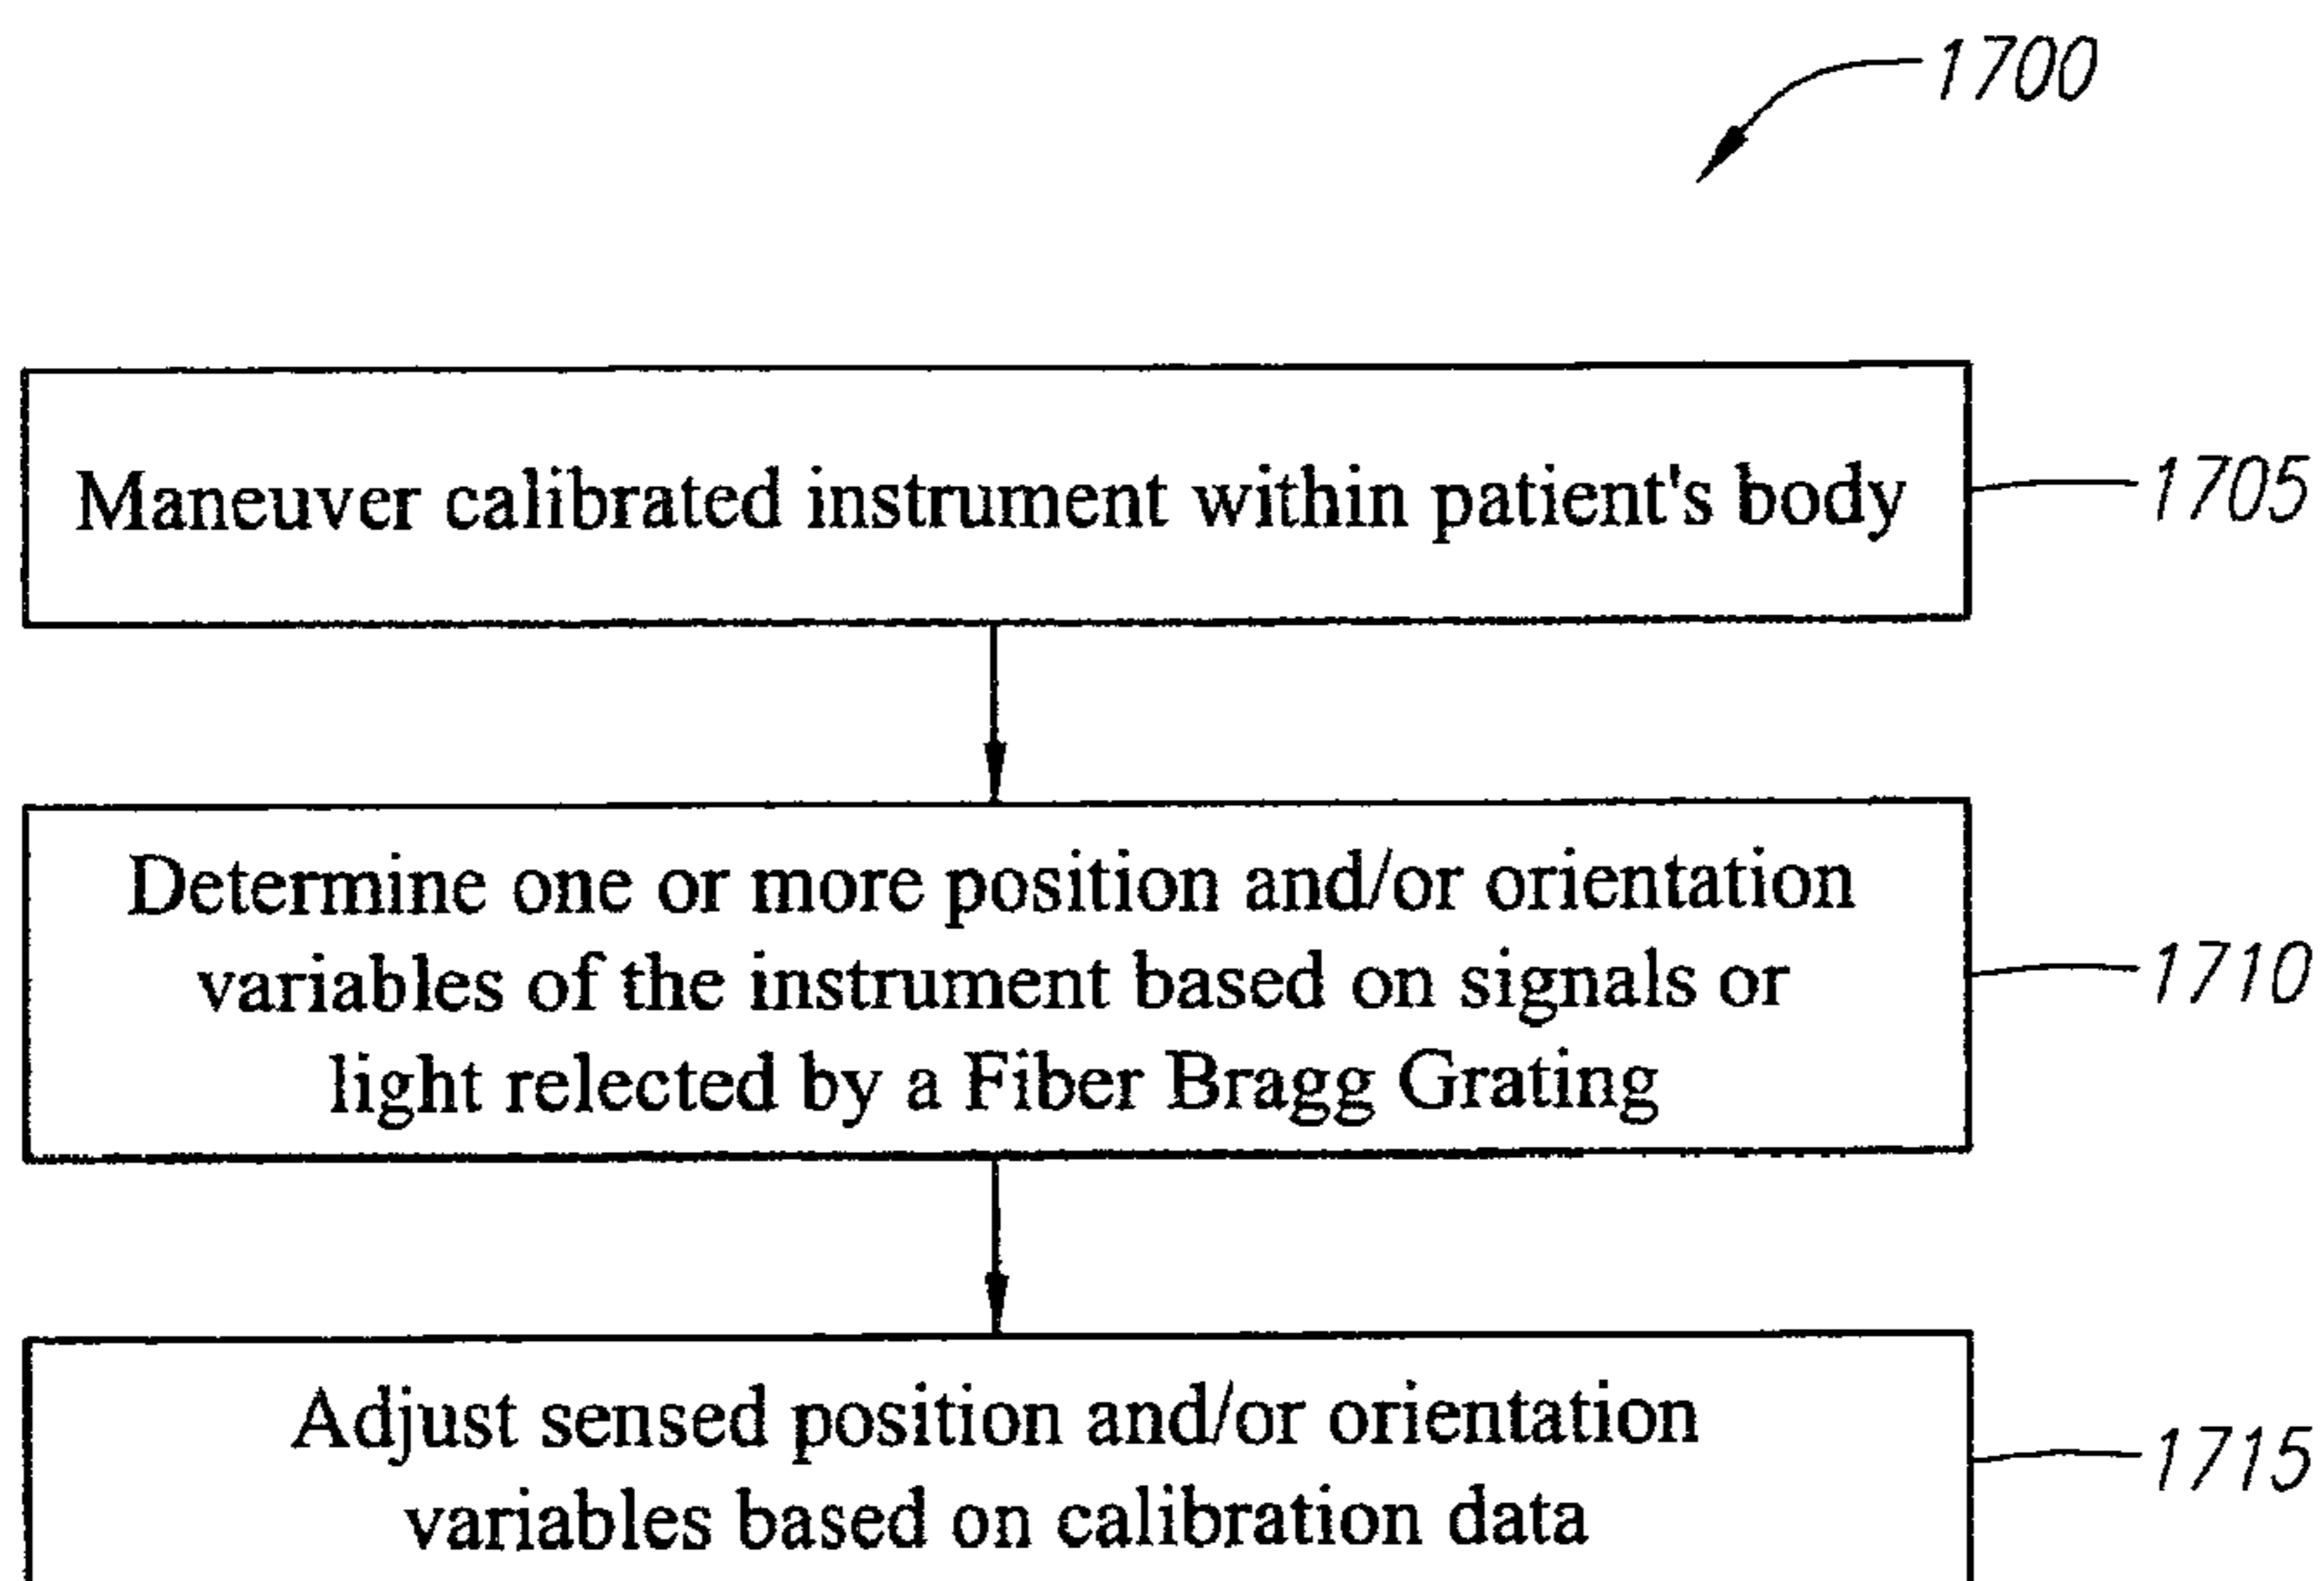 1700
Maneuver calibrated instrument within patient's body
1705
Determine one or more position and/or orientation
variables of the instrument based on signals or
light relected by a Fiber Bragg Grating
1710
Adjust sensed position and/or orientation
variables based on calibration data
1715